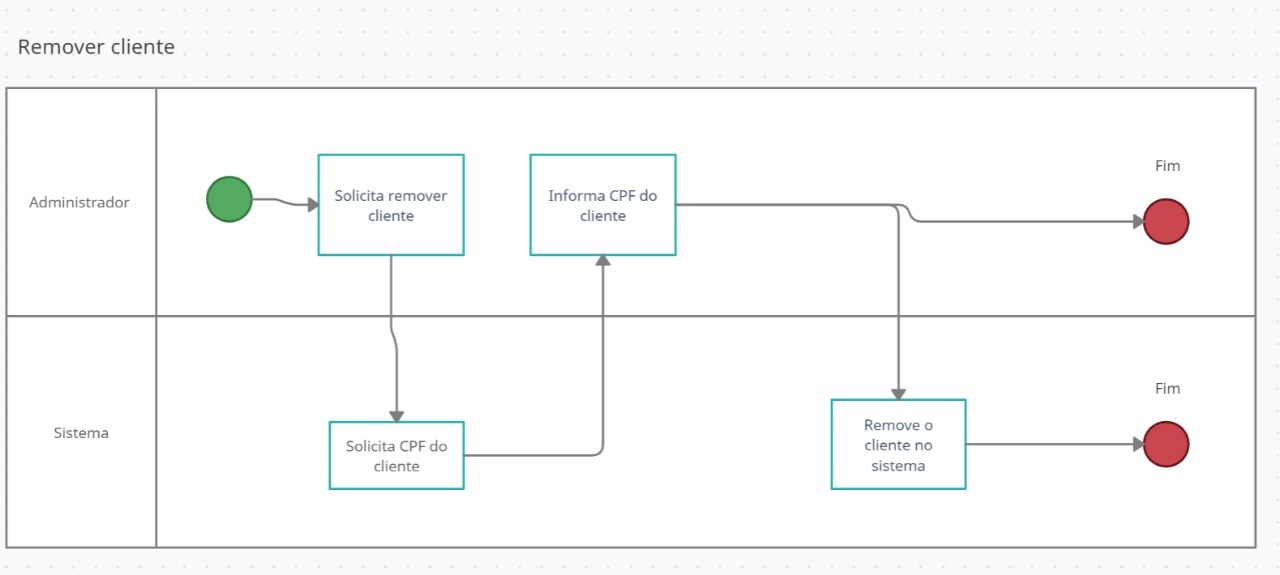 Remover cliente
Administrador
Solicita remover
cliente
Informa CPF do
cliente
Fim
Sistema
Solicita CPF do
cliente
Remove o
cliente no
sistema
Fim